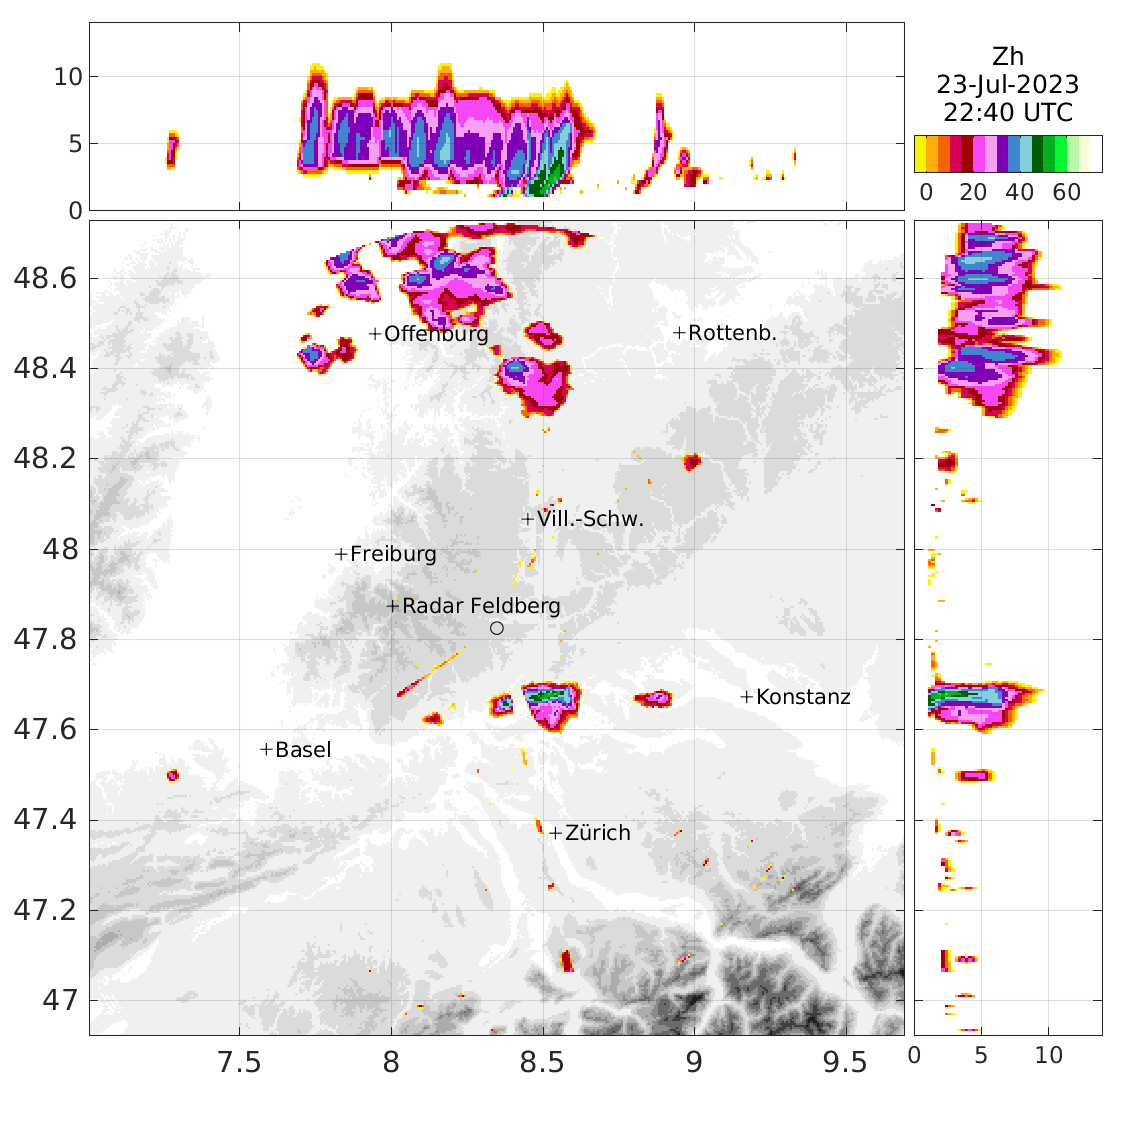 10
5
0
Zh
23-Jul-2023
22:40 UTC
0 20 40 60
48.6
48.4
48.2
48
47.8
47.6
47.4
47.2
47
+Offenburg
+Rottenb.
+Vill.-Schw.
+Freiburg
+Radar Feldberg
+Konstanz
+Basel
+Zürich
7.5 8 8.5 9 9.5
0 5 10